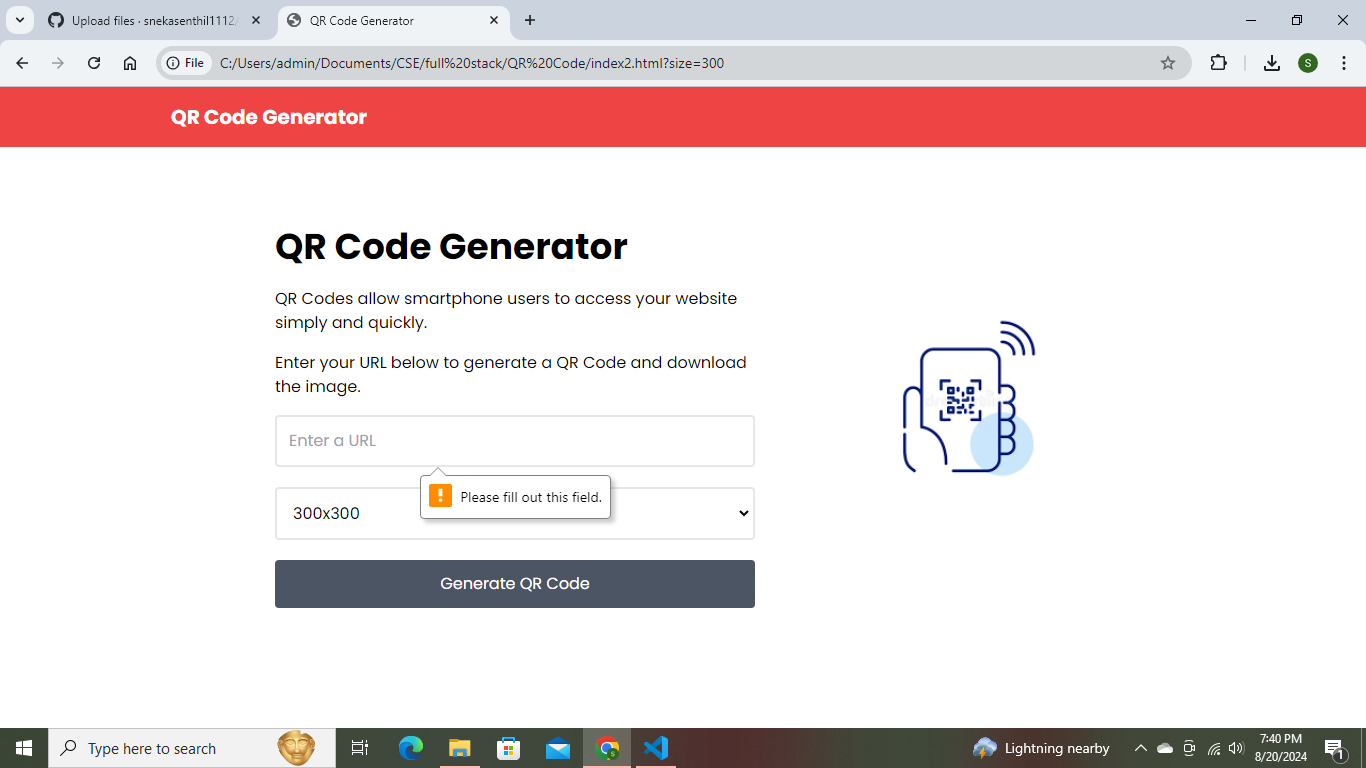 Upload files · snekasenthil1112/
QR Code Generator
File
C:/Users/admin/Documents/CSE/full%20stack/QR%20Code/index2.html?size=300
S
QR Code Generator
QR Code Generator
QR Codes allow smartphone users to access your website
simply and quickly.
Enter your URL below to generate a QR Code and download
the image.
Enter a URL
Please fill out this field.
300x300
Generate QR Code
Type here to search
Lightning nearby
7:40 PM
8/20/2024
1